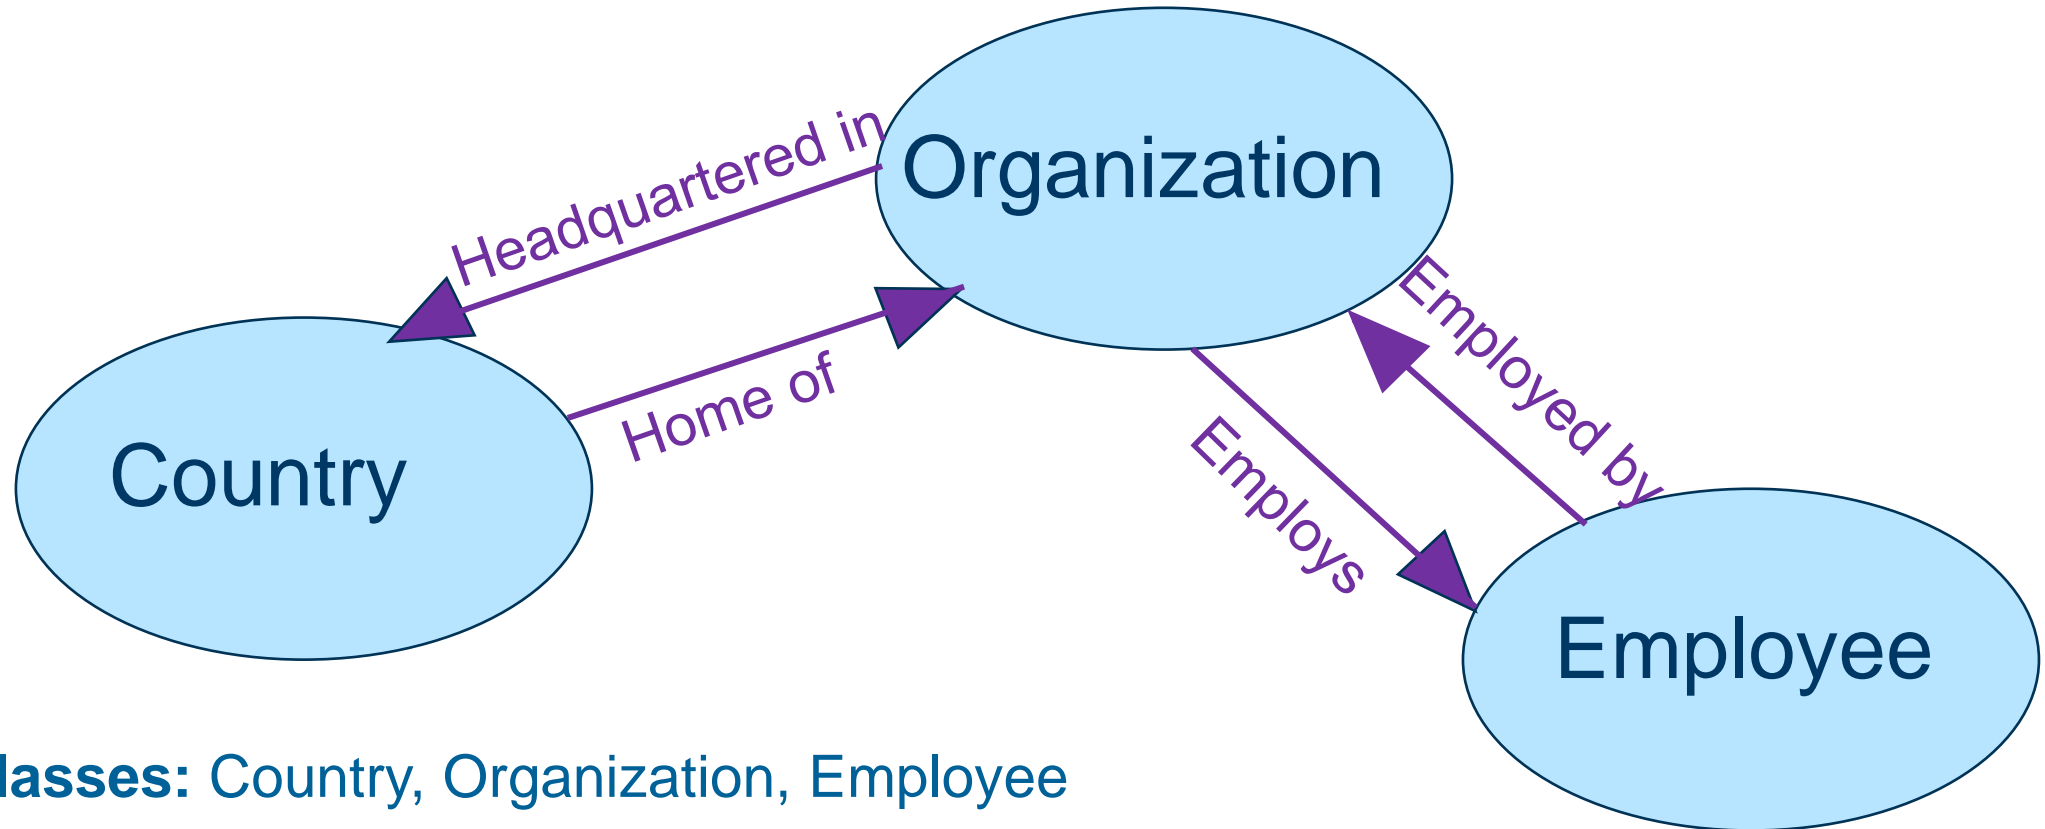 Organization
Headquartered in
Home of
Country
Employed by
Employs
Employee
lasses: Country, Organization, Employee